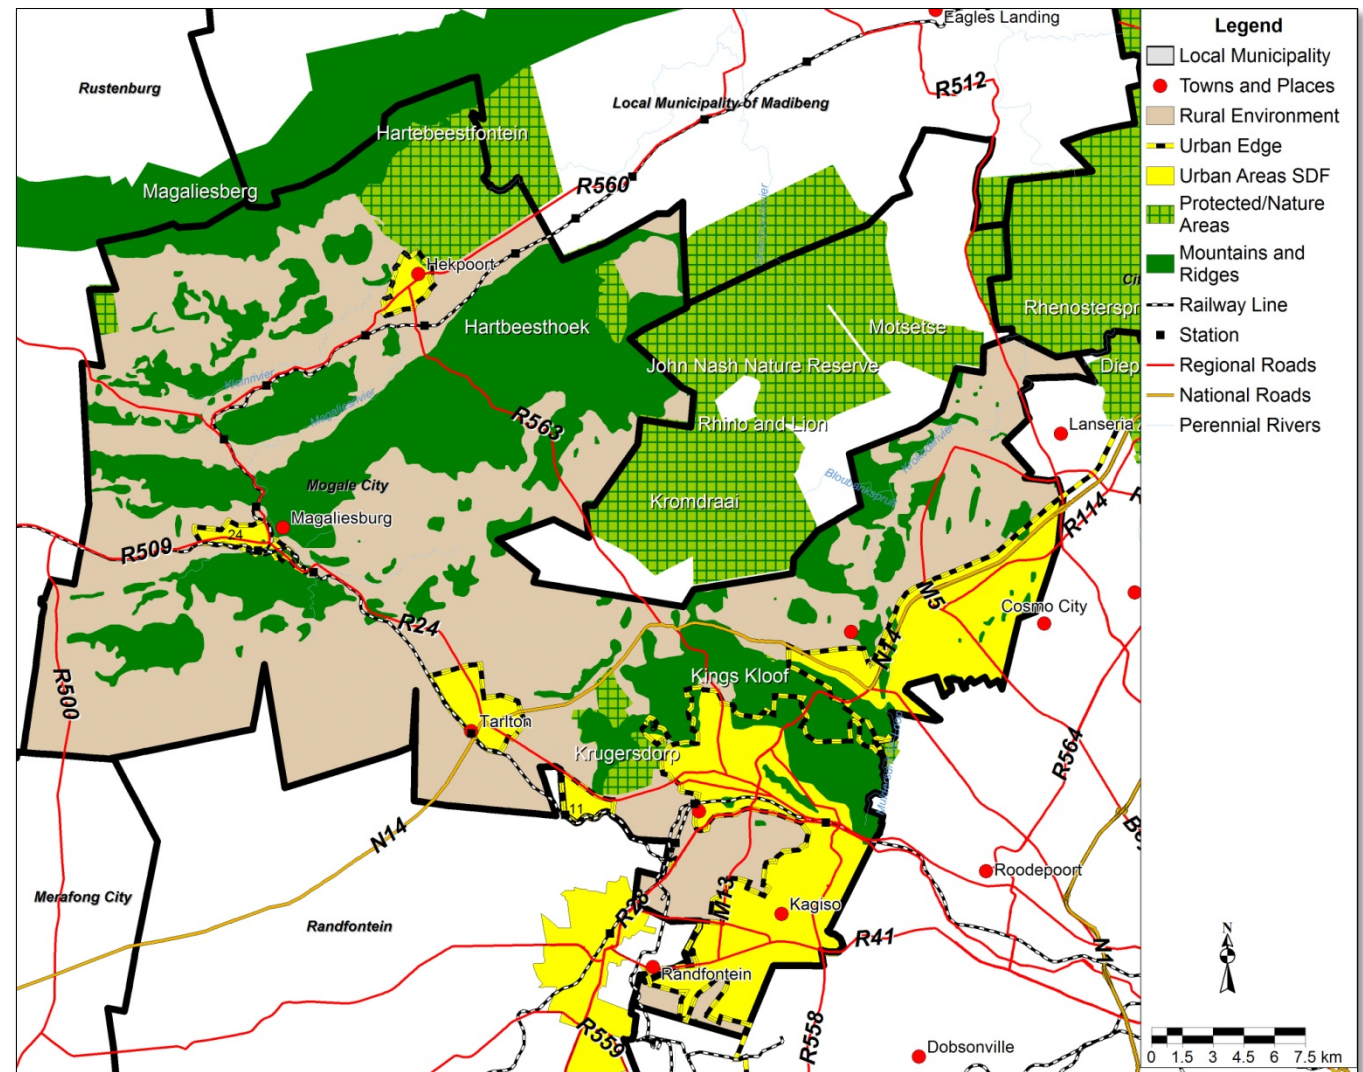 Eagles Landing
Rustenburg
R512
Local Municipality of Madibeng
Hartebeestfontein
Magaliesberg
R560
Hekpoort
Rhenosterspr
Hartbeesthoek
Motsetse
John Nash Nature Reserve
Diep
Kleinrivier
Magaliesrivier
R563
Rhino and Lion
Lanseria
Bloubankspruit
Krokodilrivier
Mogale City
Kromdraai
Magaliesburg
24
R509
R114
M5
Cosmo City
R24
N14
Kings Kloof
R500
Tarlton
Krugersdorp
R564
11
N14
Roodepoort
Merafong City
Randfontein
R28
M13
Kagiso
R41
N1
Randfontein
R559
R558
Dobsonville
Legend
Local Municipality
Towns and Places
Rural Environment
Urban Edge
Urban Areas SDF
Protected/Nature
Areas
Mountains and
Ridges
Railway Line
Station
Regional Roads
National Roads
Perennial Rivers
N
0 1.5 3 4.5 6 7.5 km